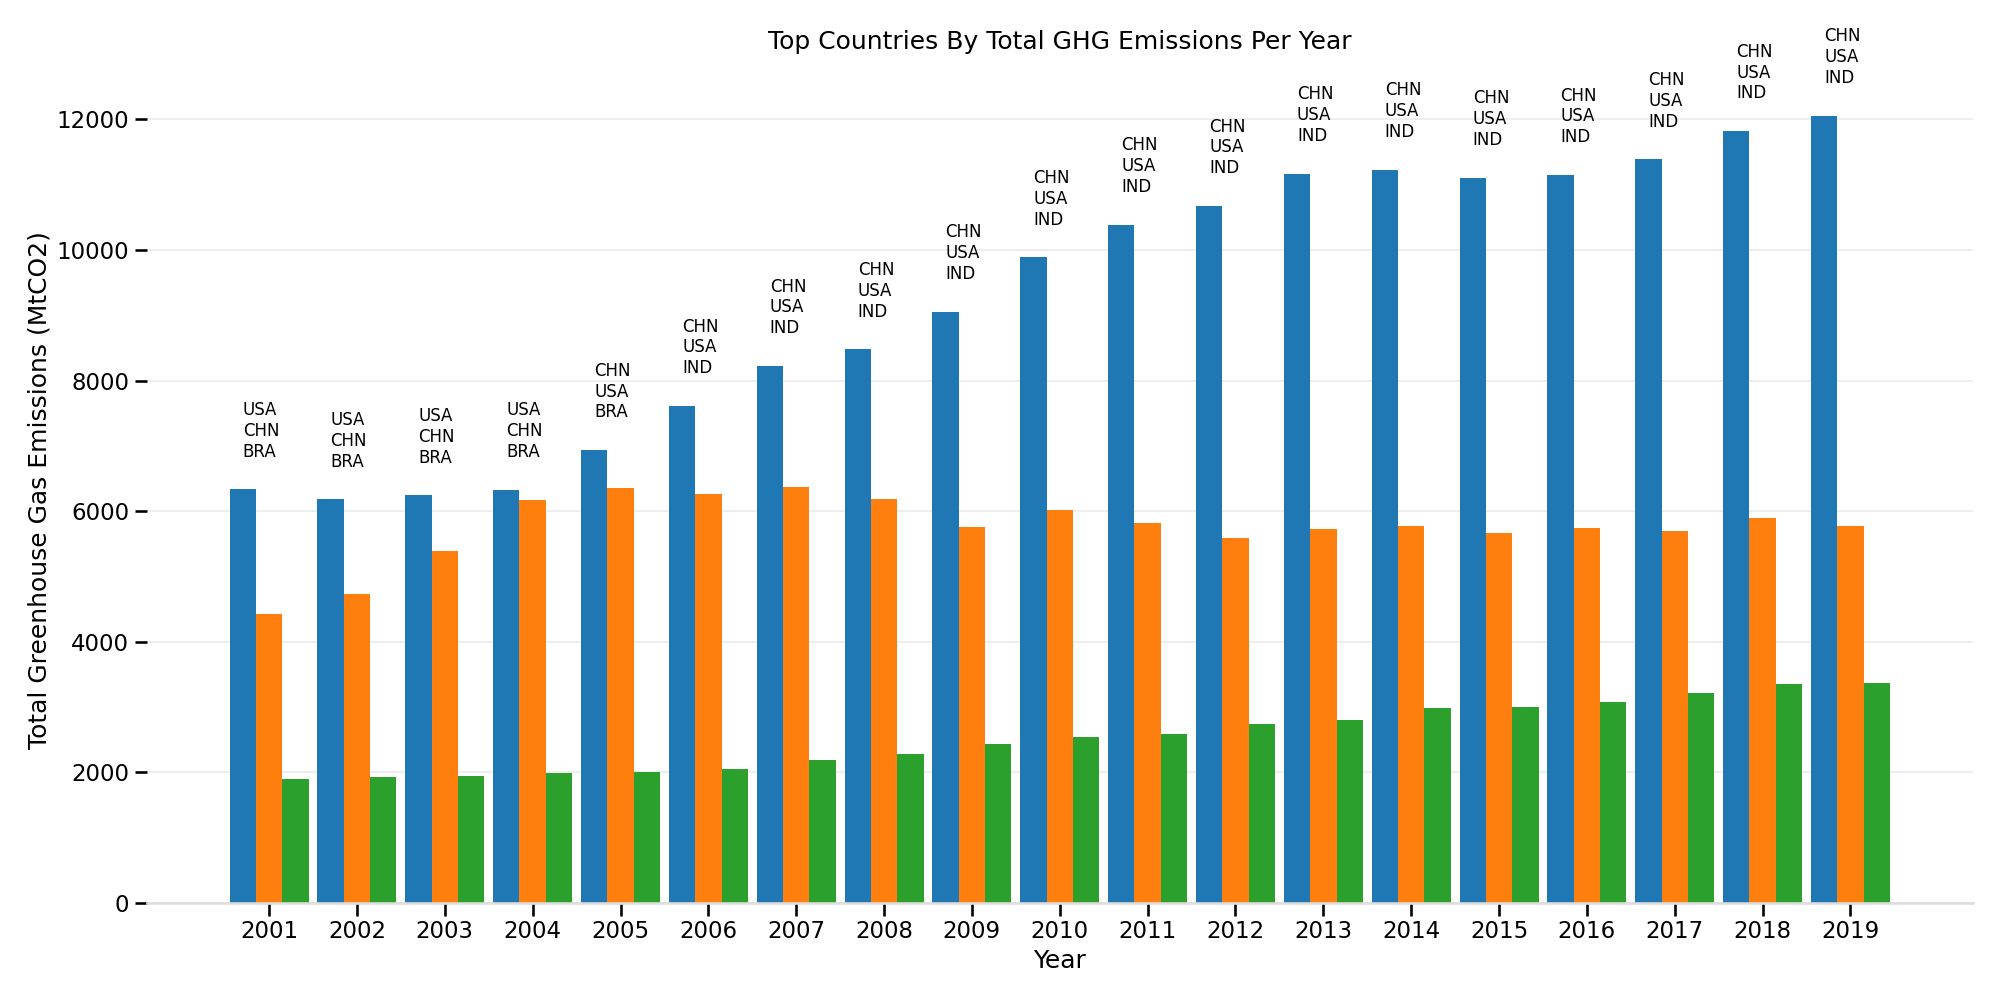 Top Countries By Total GHG Emissions Per Year
Total Greenhouse Gas Emissions (MtCO2)
12000
10000
8000
6000
4000
2000
0
USA
CHN
BRA
USA
CHN
BRA
USA
CHN
BRA
USA
CHN
BRA
CHN
USA
BRA
CHN
USA
IND
CHN
USA
IND
CHN
USA
IND
CHN
USA
IND
CHN
USA
IND
CHN
USA
IND
CHN
USA
IND
CHN
USA
IND
CHN
USA
IND
CHN
USA
IND
CHN
USA
IND
CHN
USA
IND
CHN
USA
IND
CHN
USA
IND
2001 2002 2003 2004 2005 2006 2007 2008 2009 2010 2011 2012 2013 2014 2015 2016 2017 2018 2019
Year